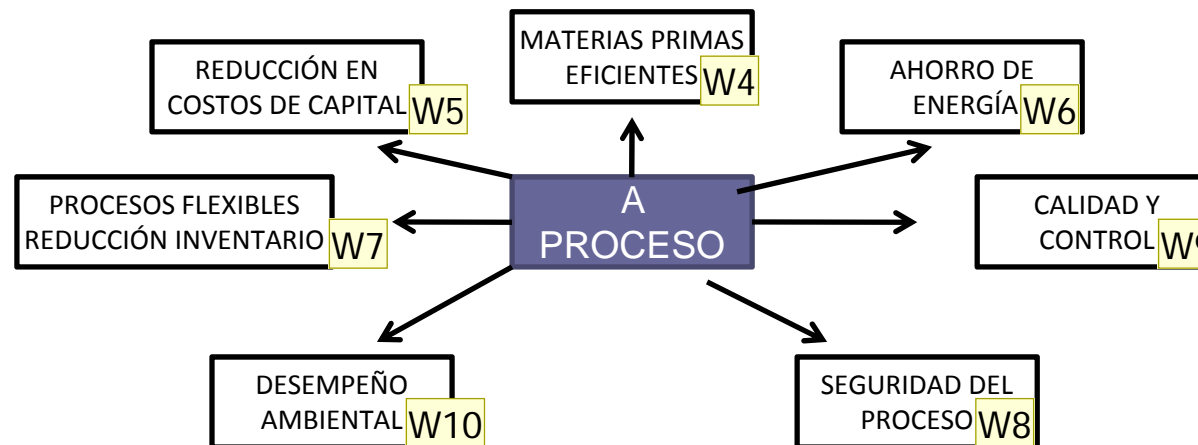 MATERIAS PRIMAS
EFICIENTES W4
REDUCCIÓN EN
COSTOS DE CAPITAL W5
AHORRO DE
ENERGÍA W6
A
PROCESO
PROCESOS FLEXIBLES
REDUCCIÓN INVENTARIO W7
CALIDAD Y
CONTROL
DESEMPEÑO
AMBIENTAL W10
SEGURIDAD DEL
PROCESO W8